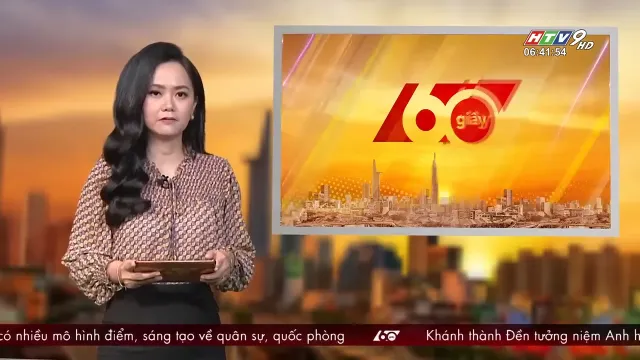 HTV9 HD
06:41:54
60 giây
có nhiều mô hình điểm, sáng tạo về quân sự, quốc phòng 60 Khánh thành Đền tưởng niệm Anh h